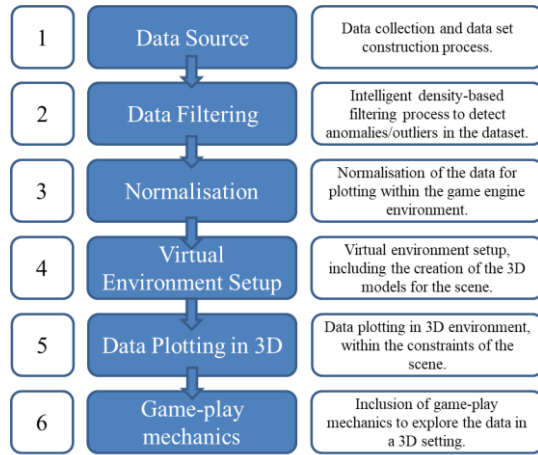 1
Data Source
Data collection and data set
construction process.
2
Data Filtering
Intelligent density-based
filtering process to detect
anomalies/outliers in the dataset.
3
Normalisation
Normalisation of the data for
plotting within the game engine
environment.
4
Virtual
Environment Setup
Virtual environment setup,
including the creation of the 3D
models for the scene.
5
Data Plotting in 3D
Data plotting in 3D environment,
within the constraints of the
scene.
6
Game-play
mechanics
Inclusion of game-play
mechanics to explore the data in
a 3D setting.